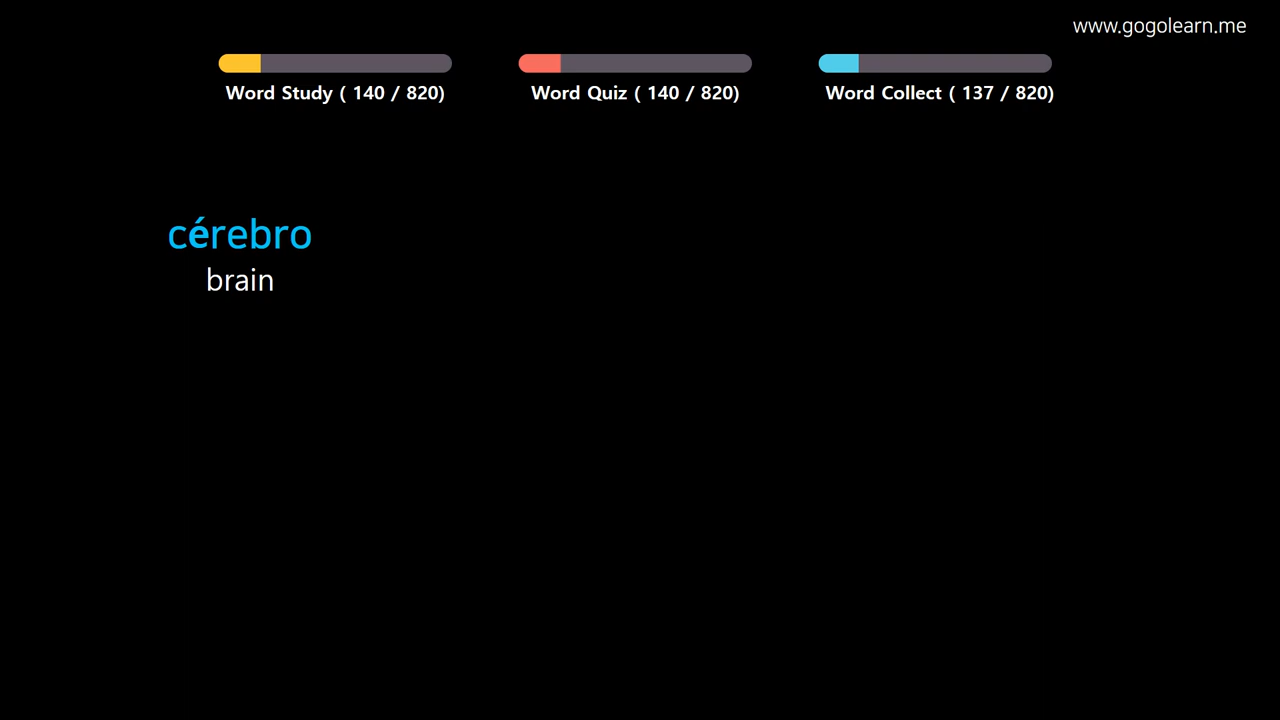 www.gogolearn.me
Word Study ( 140 / 820)
Word Quiz ( 140 / 820)
Word Collect ( 137 / 820)
cérebro
brain